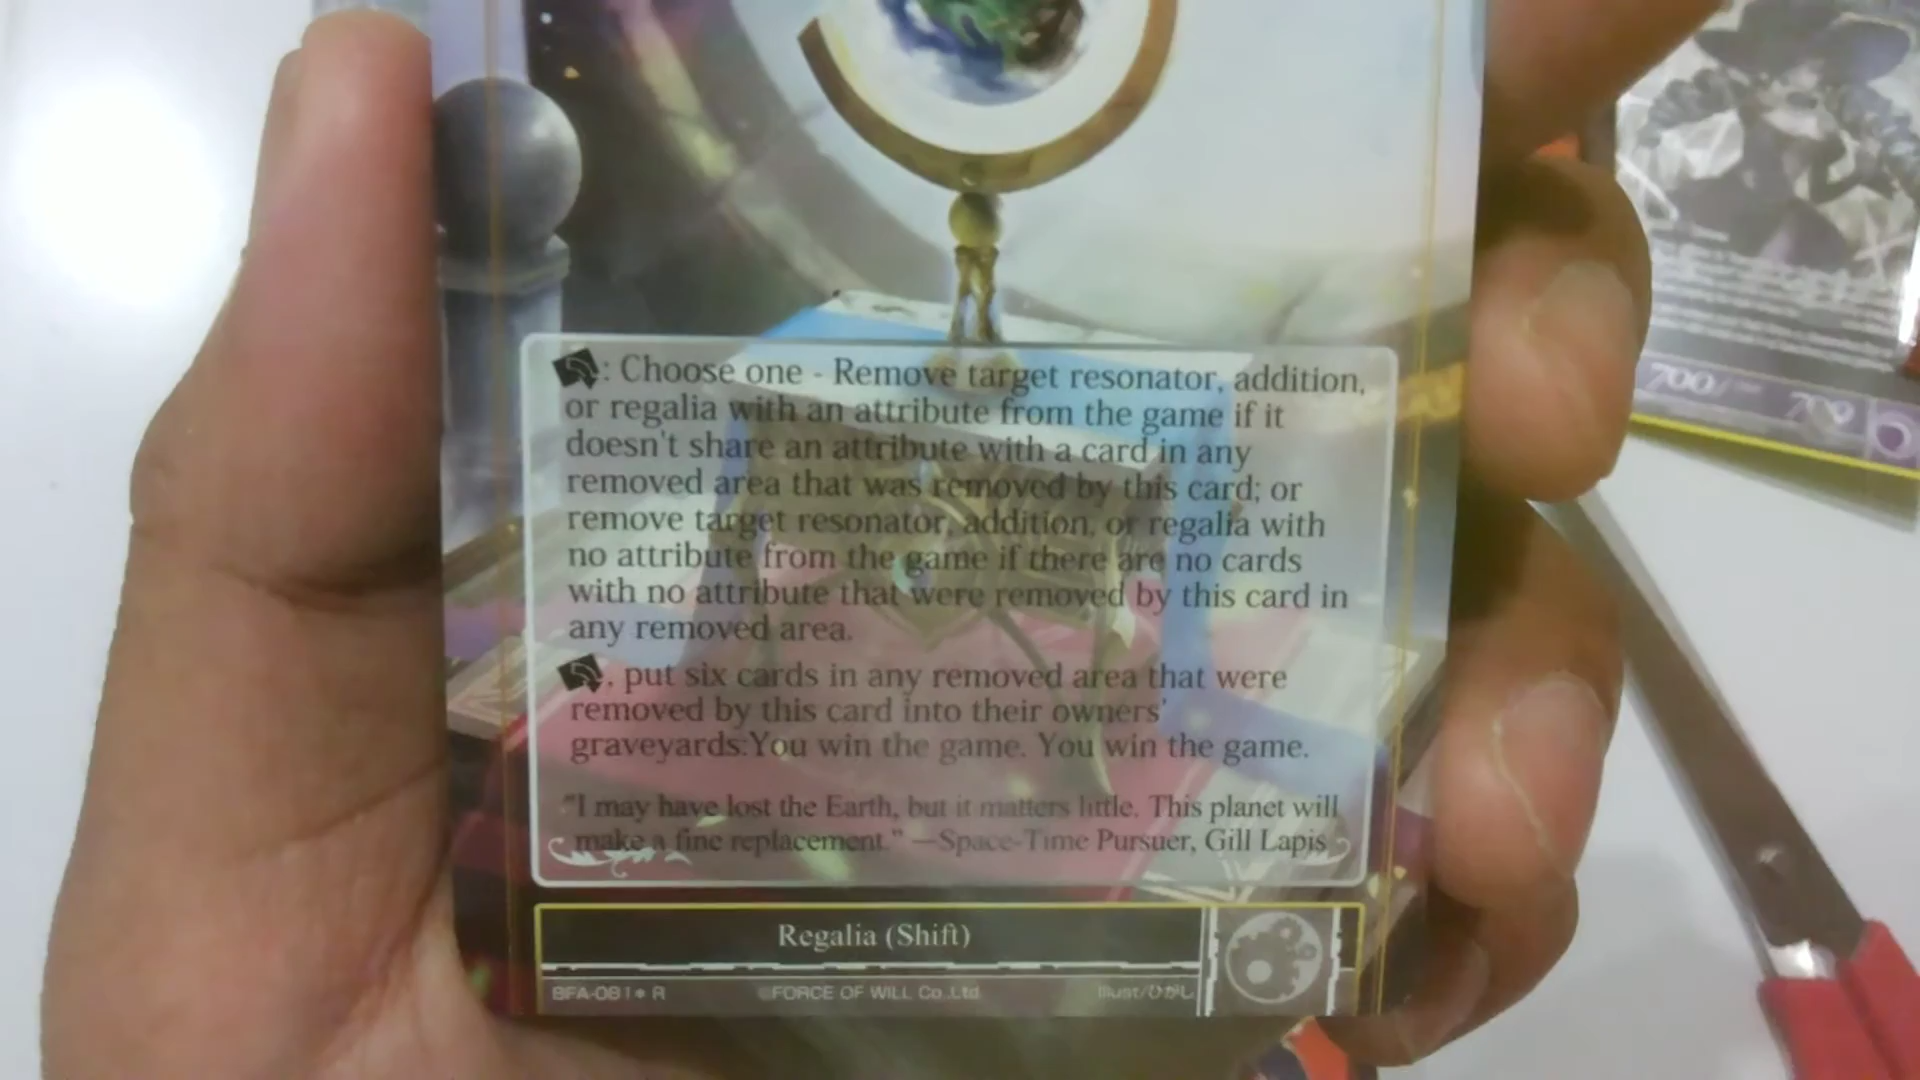 : Choose one - Remove target resonator, addition,
or regalia with an attribute from the game if it
doesn't share an attribute with a card in any
removed area that was removed by this card; or
remove target resonator, addition, or regalia with
no attribute from the game if there are no cards
with no attribute that were removed by this card in
any removed area.
, put six cards in any removed area that were
removed by this card into their owners'
graveyards:You win the game. You win the game.
"I may have lost the Earth, but it matters little. This planet will
make a fine replacement." —Space-Time Pursuer, Gill Lapis
Regalia (Shift)
BFA-081 R ©FORCE OF WILL Co.,Ltd. Illust/ひがし
700/